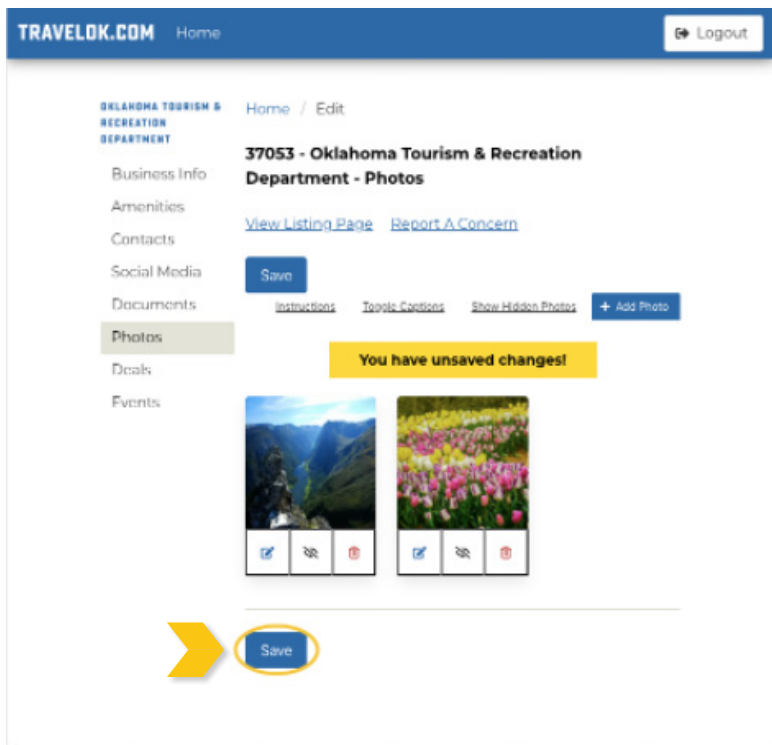 TRAVELOK.COM
Home
Logout
OKLAHOMA TOURISM &
RECREATION
DEPARTMENT
Business Info
Amenities
Contacts
Social Media
Documents
Photos
Deals
Events
Home / Edit
37053 - Oklahoma Tourism & Recreation
Department - Photos
View Listing Page Report A Concern
Save
Instructions Toggle Captions Show Hidden Photos + Add Photo
You have unsaved changes!
Save